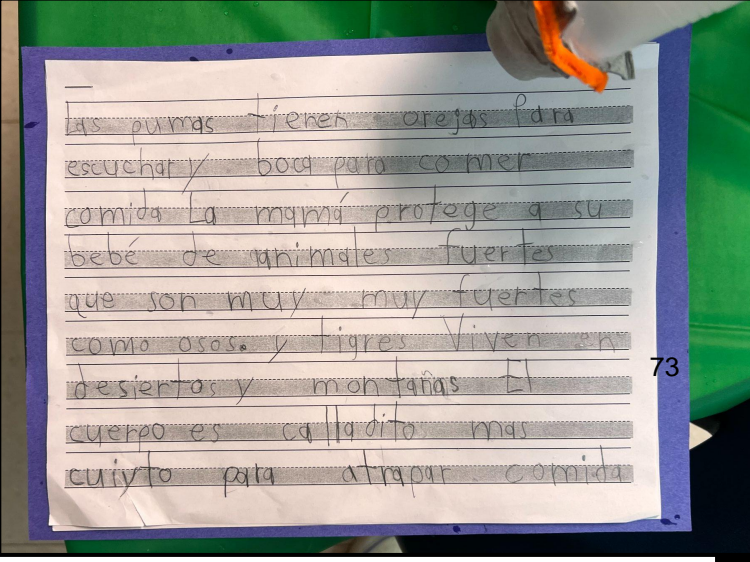 Las pumas tienen orejas Para
escuchar y boca para comer
comida La mamá protege a su
bebé de animales fuertes
que son muy muy fuertes
como osos. y tigres Viven en
desiertos y montañas El
73
cuerpo es calladito mas
cuiyto para atrapar comida